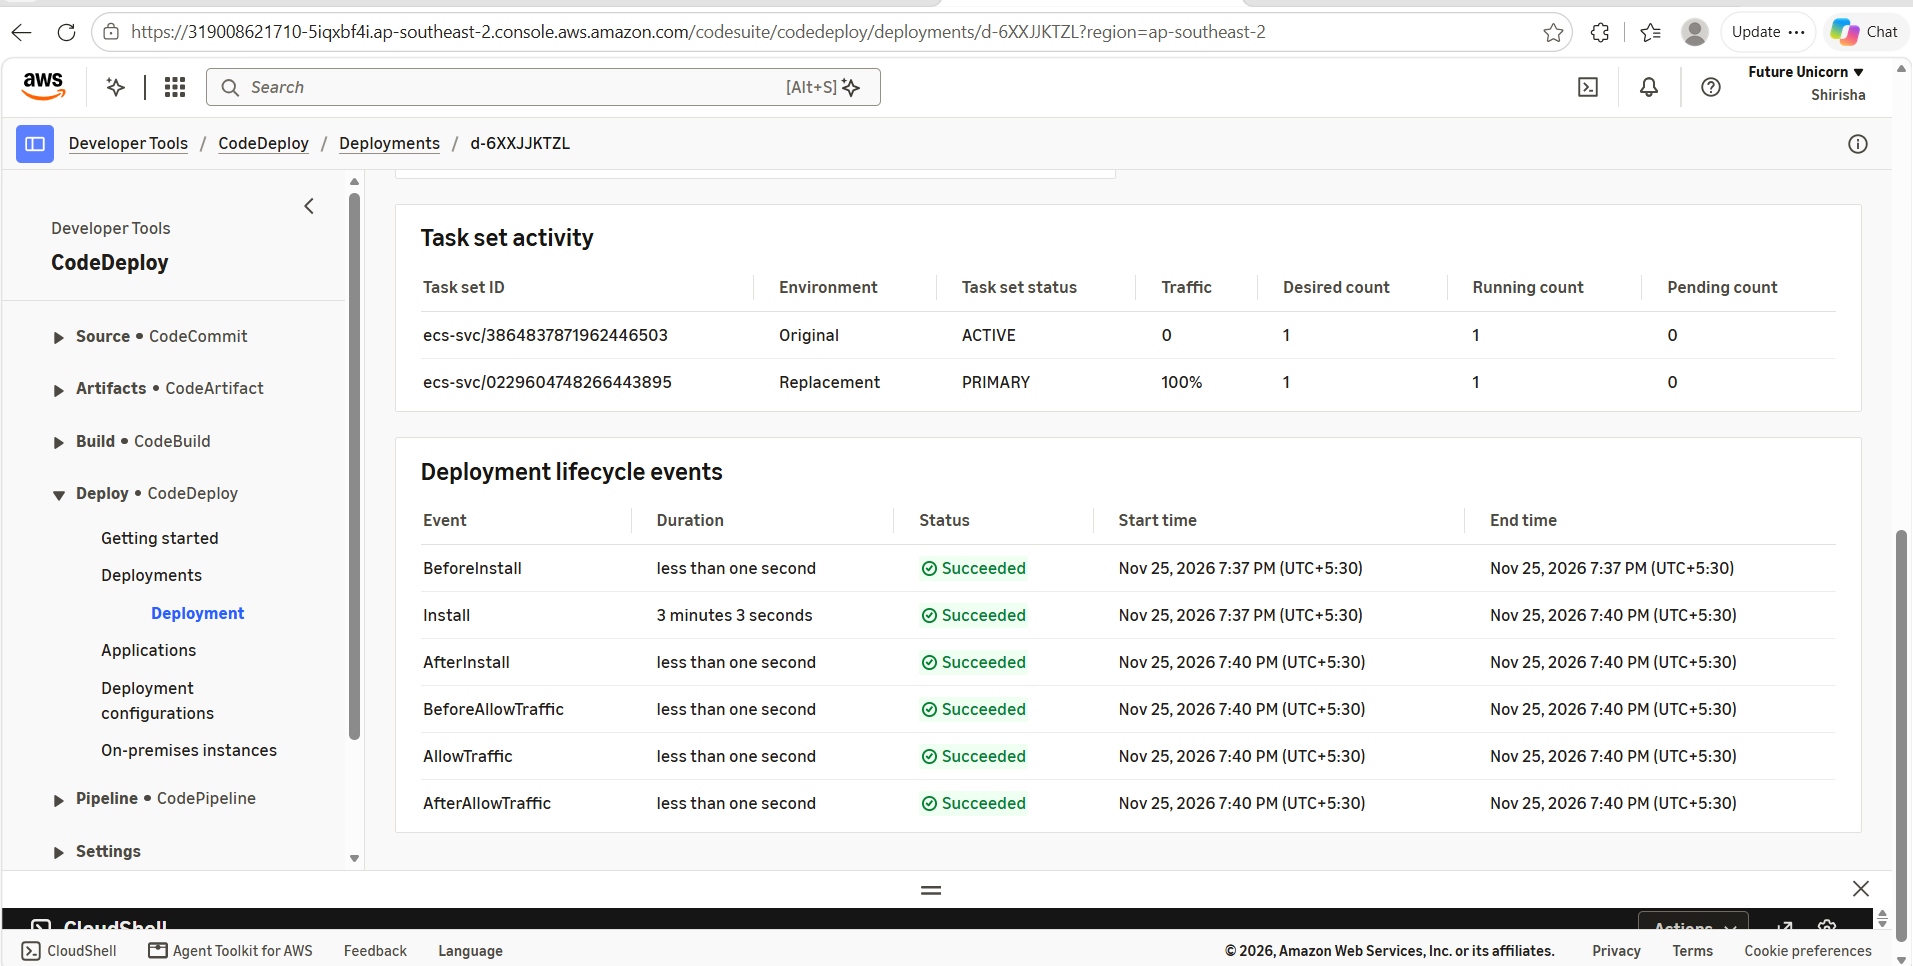 https://319008621710-5iqxbf4i.ap-southeast-2.console.aws.amazon.com/codesuite/codedeploy/deployments/d-6XXJJKTZL?region=ap-southeast-2
Update
Chat
aws
Search
[Alt+S]
Future Unicorn
Shirisha
Developer Tools / CodeDeploy / Deployments / d-6XXJJKTZL
Developer Tools
CodeDeploy
Source • CodeCommit
Artifacts • CodeArtifact
Build • CodeBuild
Deploy • CodeDeploy
Getting started
Deployments
Deployment
Applications
Deployment
configurations
On-premises instances
Pipeline • CodePipeline
Settings
Task set activity
Task set ID Environment Task set status Traffic Desired count Running count Pending count
ecs-svc/3864837871962446503 Original ACTIVE 0 1 1 0
ecs-svc/0229604748266443895 Replacement PRIMARY 100% 1 1 0
Deployment lifecycle events
Event Duration Status Start time End time
BeforeInstall less than one second Succeeded Nov 25, 2026 7:37 PM (UTC+5:30) Nov 25, 2026 7:37 PM (UTC+5:30)
Install 3 minutes 3 seconds Succeeded Nov 25, 2026 7:37 PM (UTC+5:30) Nov 25, 2026 7:40 PM (UTC+5:30)
AfterInstall less than one second Succeeded Nov 25, 2026 7:40 PM (UTC+5:30) Nov 25, 2026 7:40 PM (UTC+5:30)
BeforeAllowTraffic less than one second Succeeded Nov 25, 2026 7:40 PM (UTC+5:30) Nov 25, 2026 7:40 PM (UTC+5:30)
AllowTraffic less than one second Succeeded Nov 25, 2026 7:40 PM (UTC+5:30) Nov 25, 2026 7:40 PM (UTC+5:30)
AfterAllowTraffic less than one second Succeeded Nov 25, 2026 7:40 PM (UTC+5:30) Nov 25, 2026 7:40 PM (UTC+5:30)
CloudShell
Actions
CloudShell Agent Toolkit for AWS Feedback Language © 2026, Amazon Web Services, Inc. or its affiliates. Privacy Terms Cookie preferences